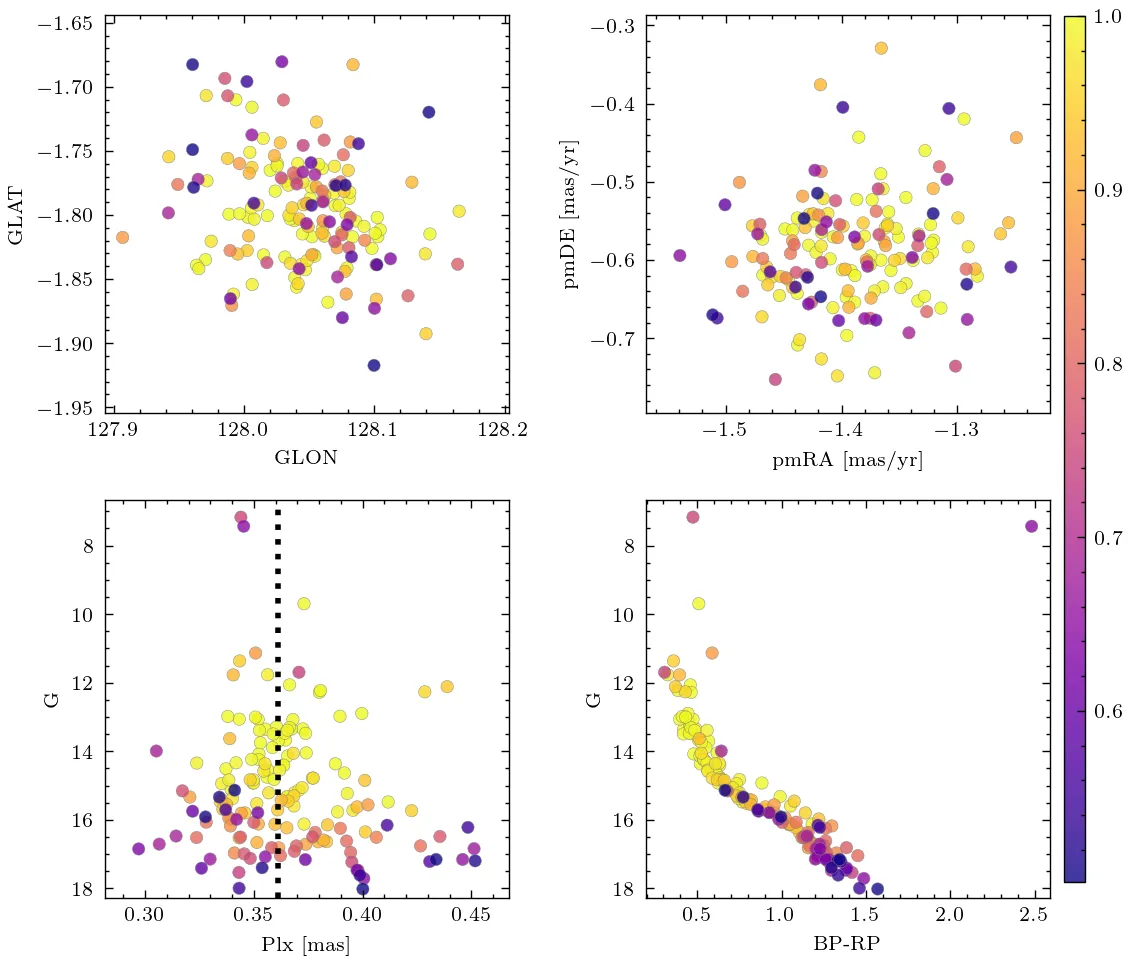 −1.65
−1.70
−1.75
−1.80
−1.85
−1.90
−1.95
GLAT
127.9 128.0 128.1 128.2
GLON
−0.3
−0.4
−0.5
−0.6
−0.7
pmDE [mas/yr]
−1.5 −1.4 −1.3
pmRA [mas/yr]
1.0
0.9
0.8
0.7
0.6
8
10
12
14
16
18
G
0.30 0.35 0.40 0.45
Plx [mas]
8
10
12
14
16
18
G
0.5 1.0 1.5 2.0 2.5
BP-RP